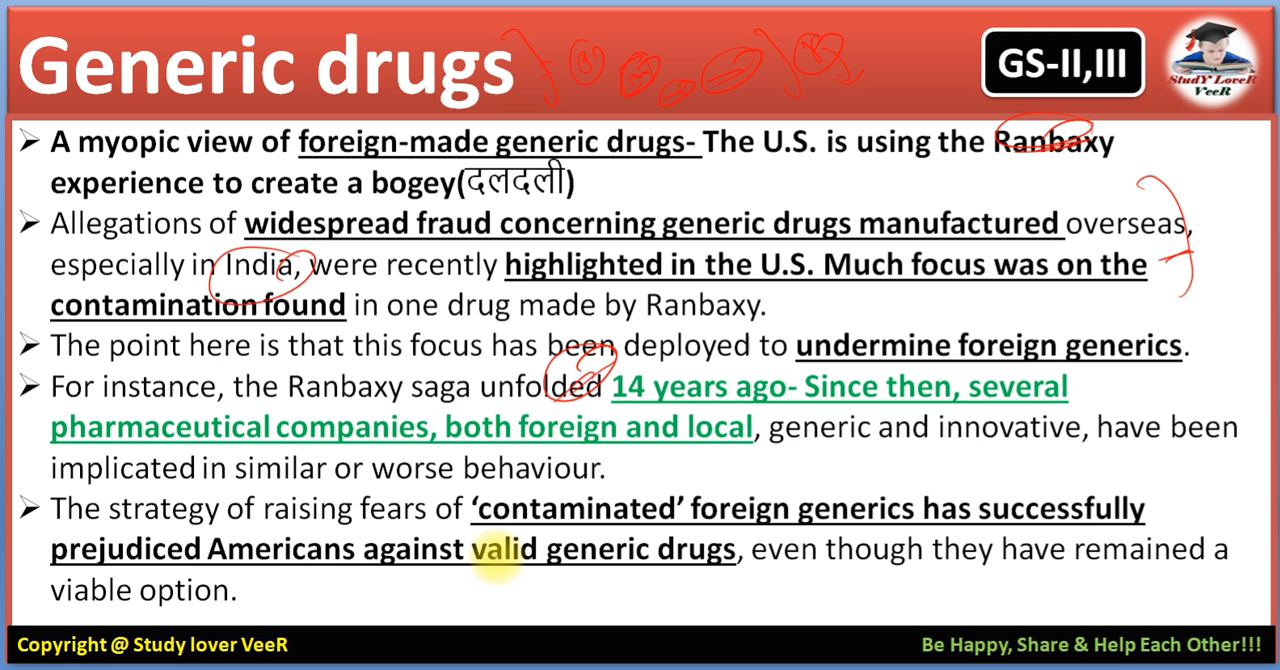 Generic drugs
GS-II,III
StudY LoveR
VeeR
➢ A myopic view of foreign-made generic drugs- The U.S. is using the Ranbaxy
experience to create a bogey(दलदली)
➢ Allegations of widespread fraud concerning generic drugs manufactured overseas,
especially in India, were recently highlighted in the U.S. Much focus was on the
contamination found in one drug made by Ranbaxy.
➢ The point here is that this focus has been deployed to undermine foreign generics.
➢ For instance, the Ranbaxy saga unfolded 14 years ago- Since then, several
pharmaceutical companies, both foreign and local, generic and innovative, have been
implicated in similar or worse behaviour.
➢ The strategy of raising fears of ‘contaminated’ foreign generics has successfully
prejudiced Americans against valid generic drugs, even though they have remained a
viable option.
Copyright @ Study lover VeeR
Be Happy, Share & Help Each Other!!!